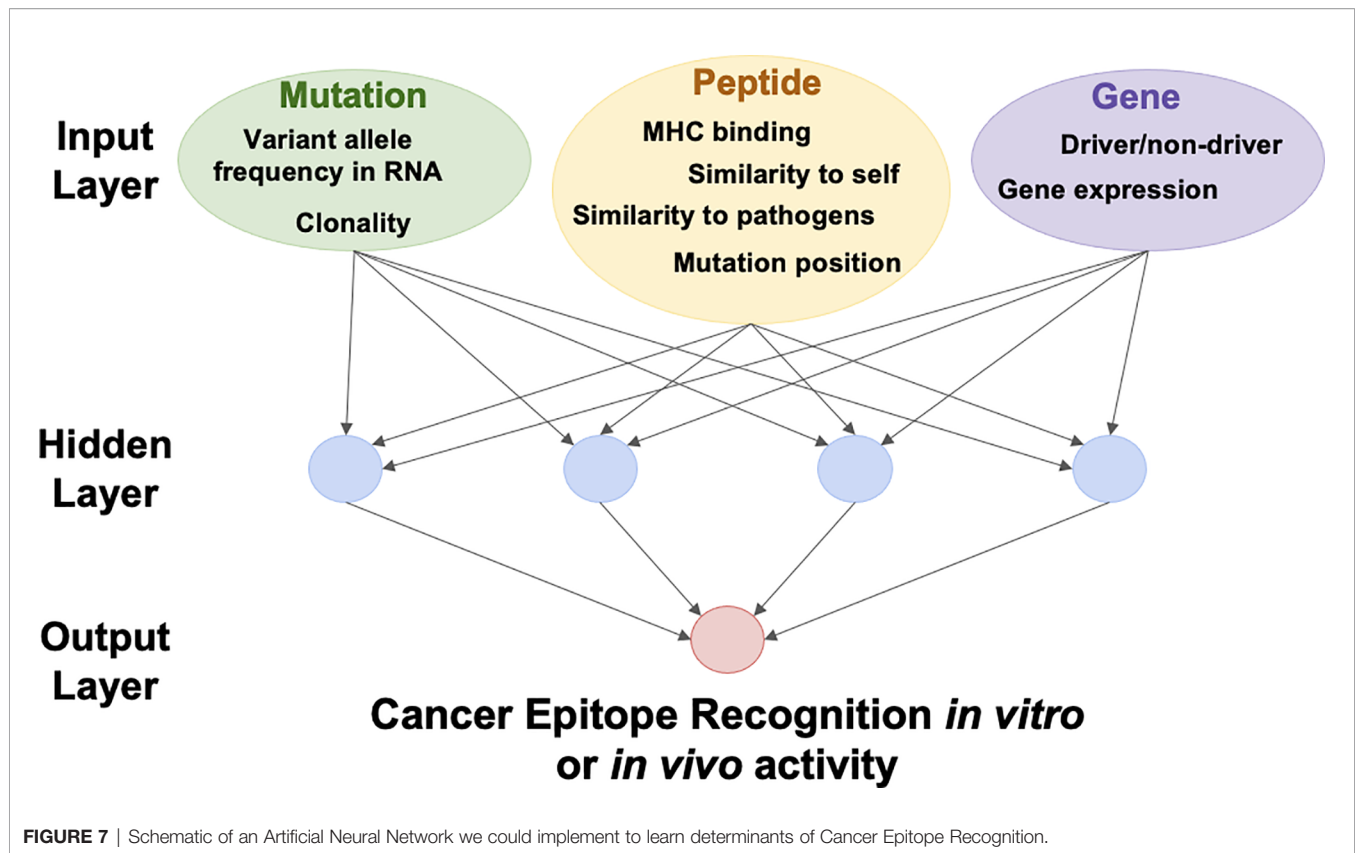 Input
Layer
Mutation
Variant allele
frequency in RNA
Clonality
Peptide
MHC binding
Similarity to self
Similarity to pathogens
Mutation position
Gene
Driver/non-driver
Gene expression
Hidden
Layer
Output
Layer
Cancer Epitope Recognition in vitro
or in vivo activity
FIGURE 7 | Schematic of an Artificial Neural Network we could implement to learn determinants of Cancer Epitope Recognition.